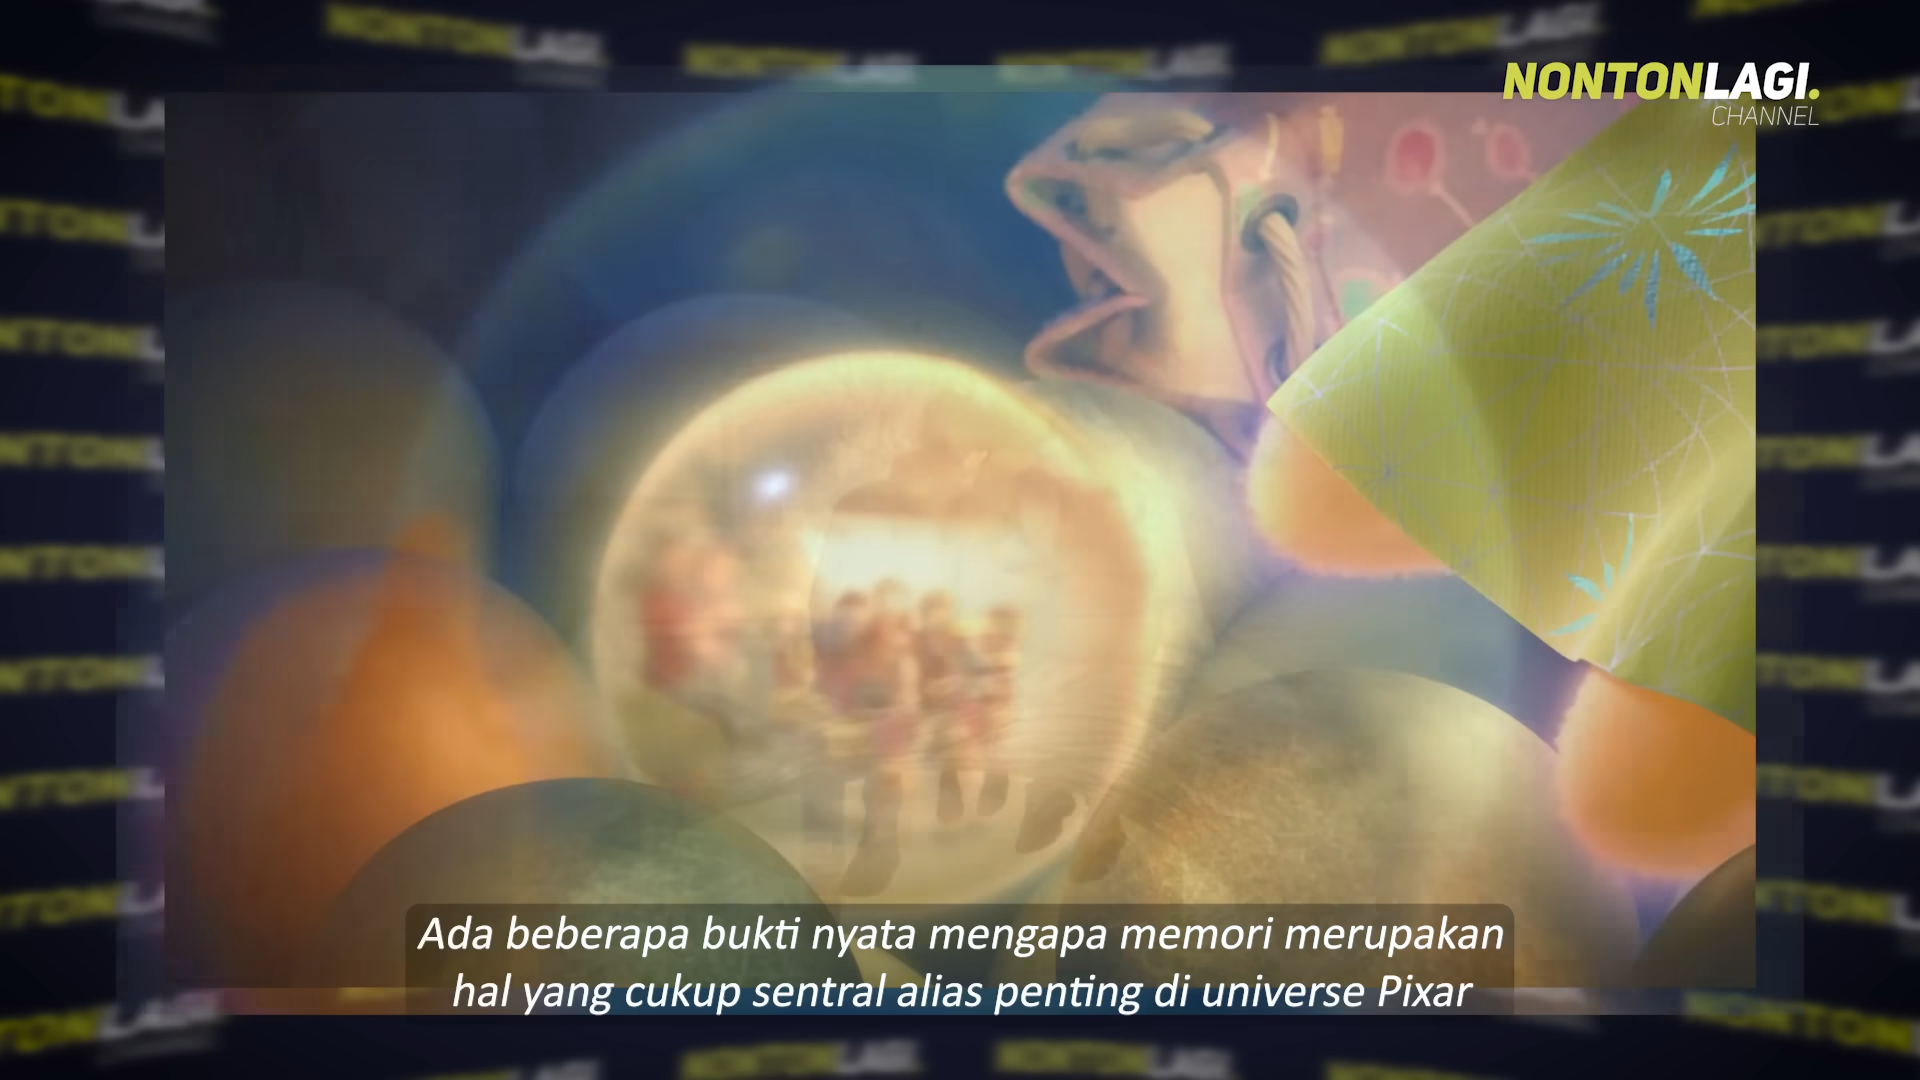 NONTONLAGI.
CHANNEL
Ada beberapa bukti nyata mengapa memori merupakan
hal yang cukup sentral alias penting di universe Pixar